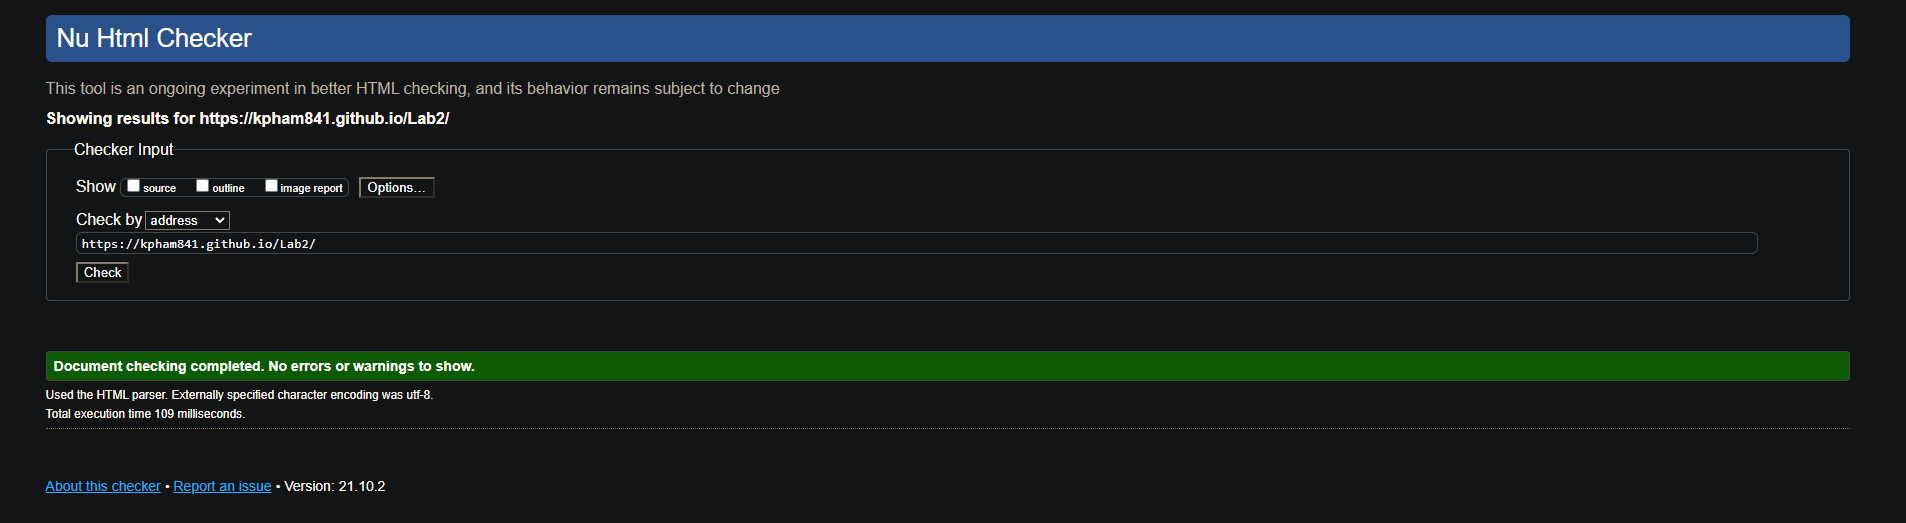 Nu Html Checker
This tool is an ongoing experiment in better HTML checking, and its behavior remains subject to change
Showing results for https://kpham841.github.io/Lab2/
Checker Input
Show source outline image report Options...
Check by address
https://kpham841.github.io/Lab2/
Check
Document checking completed. No errors or warnings to show.
Used the HTML parser. Externally specified character encoding was utf-8.
Total execution time 109 milliseconds.
About this checker • Report an issue • Version: 21.10.2